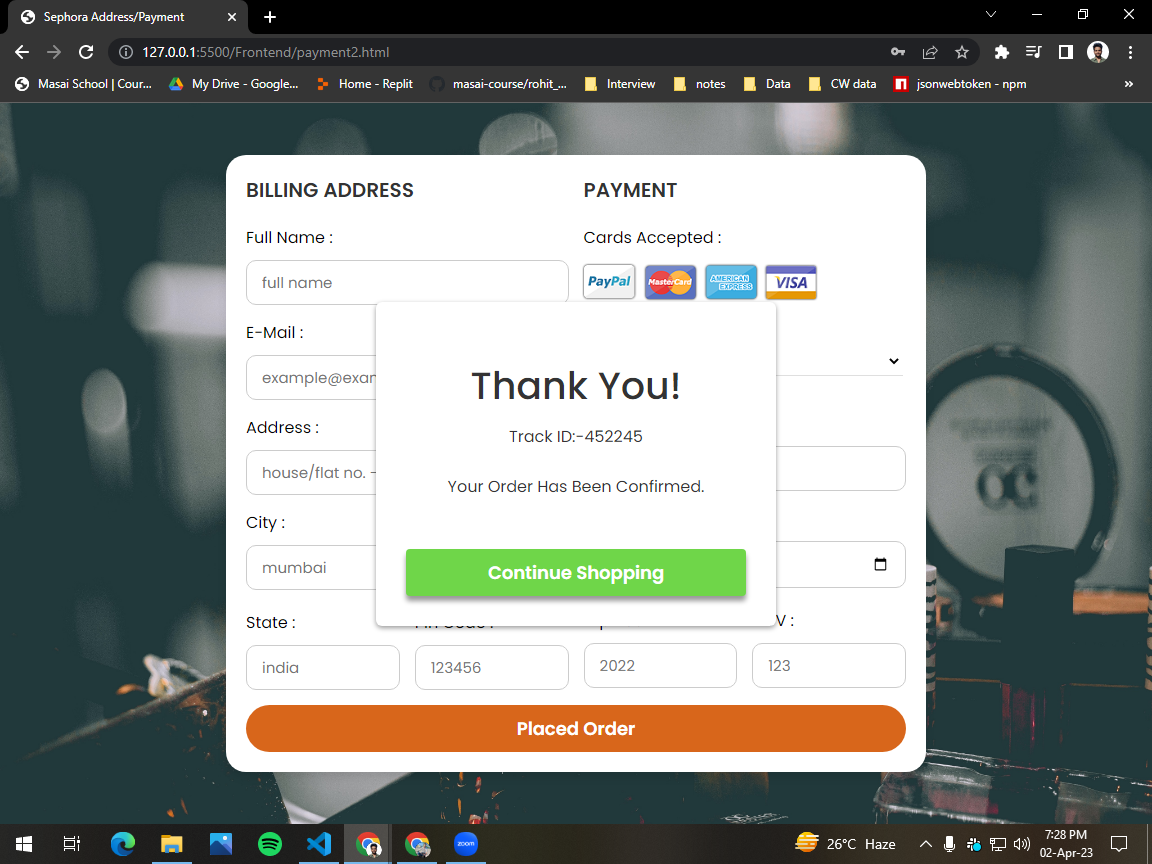 Sephora Address/Payment
127.0.0.1:5500/Frontend/payment2.html
Masai School | Cour...
My Drive - Google...
Home - Replit
masai-course/rohit_...
Interview
notes
Data
CW data
n
jsonwebtoken - npm
»
BILLING ADDRESS
PAYMENT
Full Name :
Cards Accepted :
full name
PayPal
MasterCard
AMERICAN EXPRESS
VISA
E-Mail :
example@exam
Thank You!
Address :
Track ID:-452245
house/flat no. -
Your Order Has Been Confirmed.
City :
mumbai
Continue Shopping
State :
V :
india
123456
2022
123
Placed Order
zoom
26°C Haze
7:28 PM
02-Apr-23